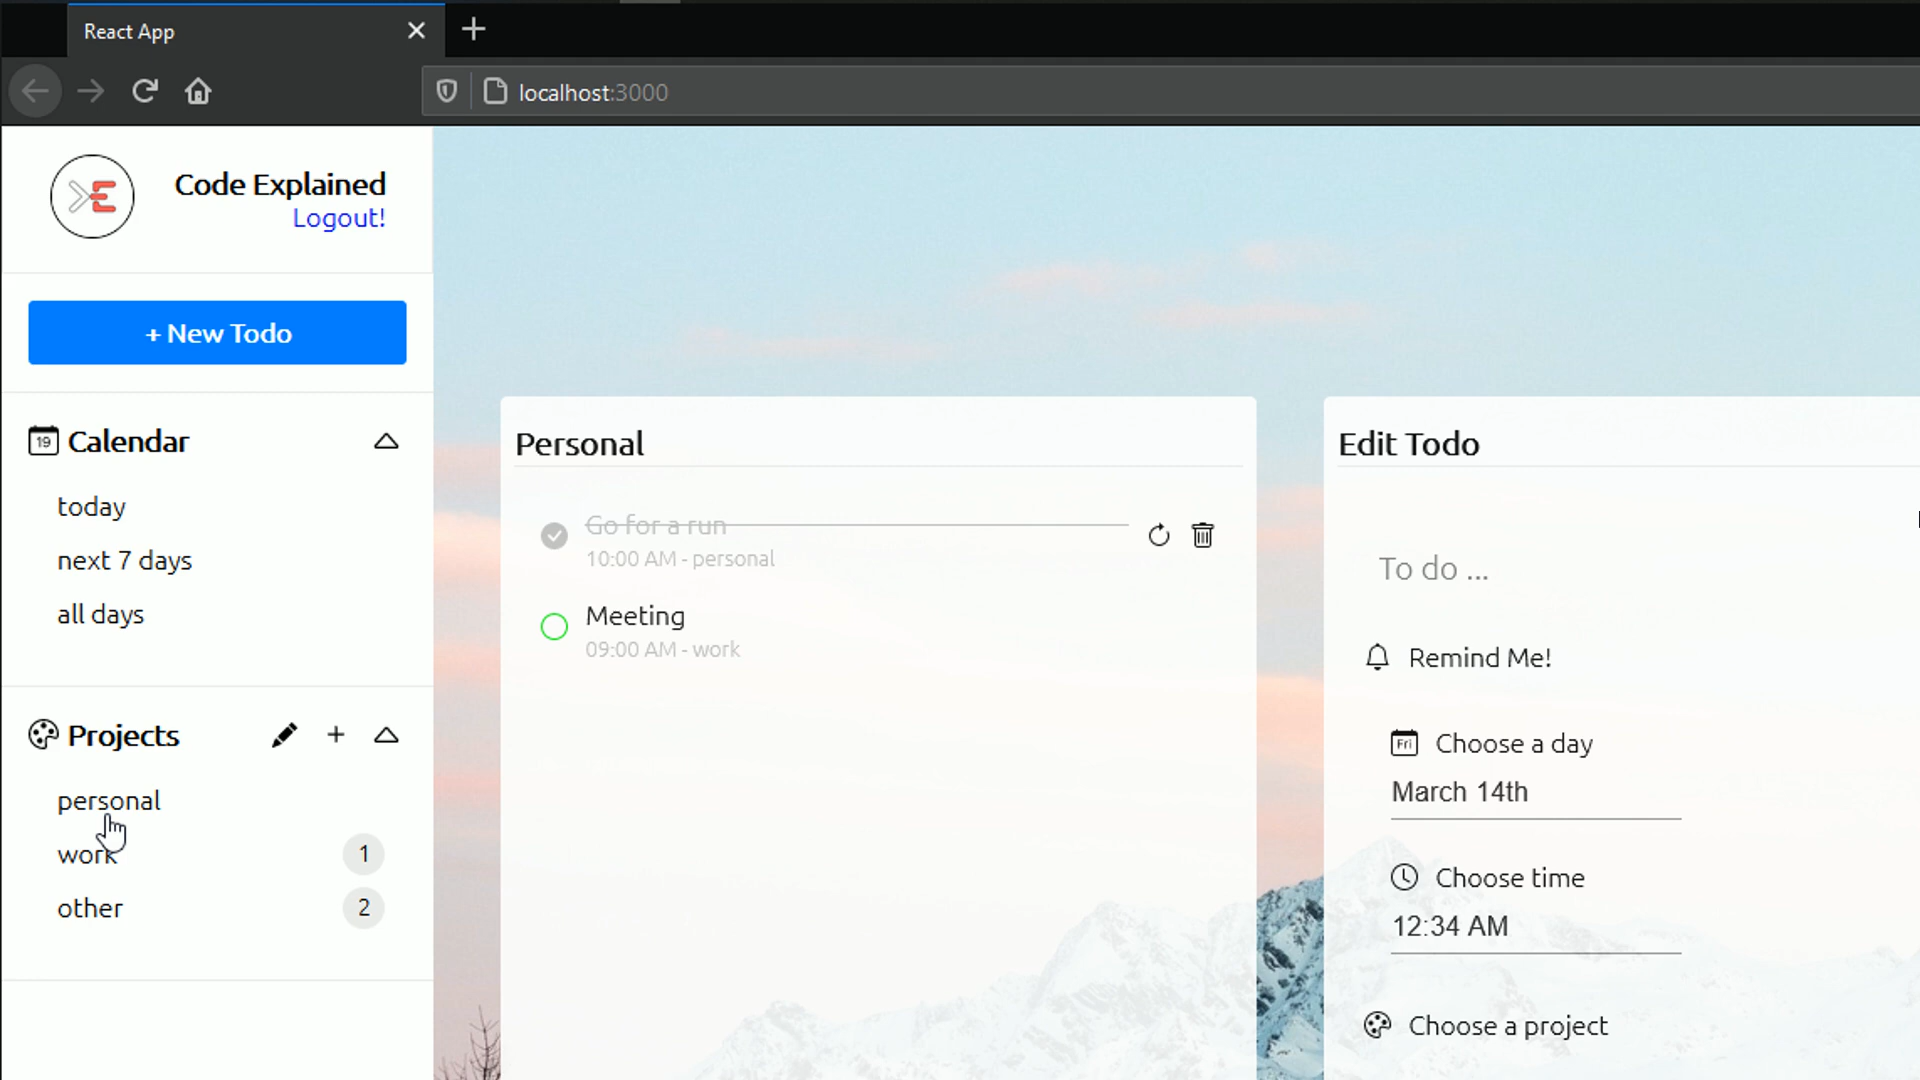 React App
localhost:3000
Code Explained
Logout!
+ New Todo
19 Calendar
today
next 7 days
all days
Projects
personal
work 1
other 2
Personal
Go for a run
10:00 AM - personal
Meeting
09:00 AM - work
Edit Todo
To do ...
Remind Me!
Fri Choose a day
March 14th
Choose time
12:34 AM
Choose a project